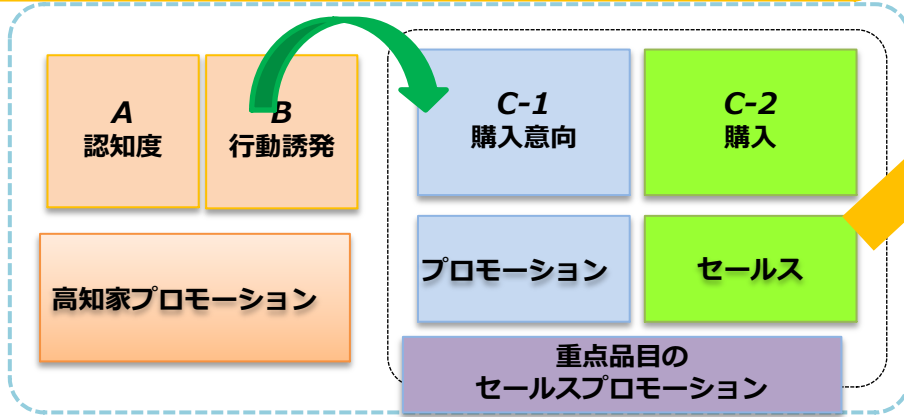 A
認知度
B
行動誘発
C-1
購入意向
C-2
購入
高知家プロモーション
プロモーション
セールス
重点品目の
セールスプロモーション